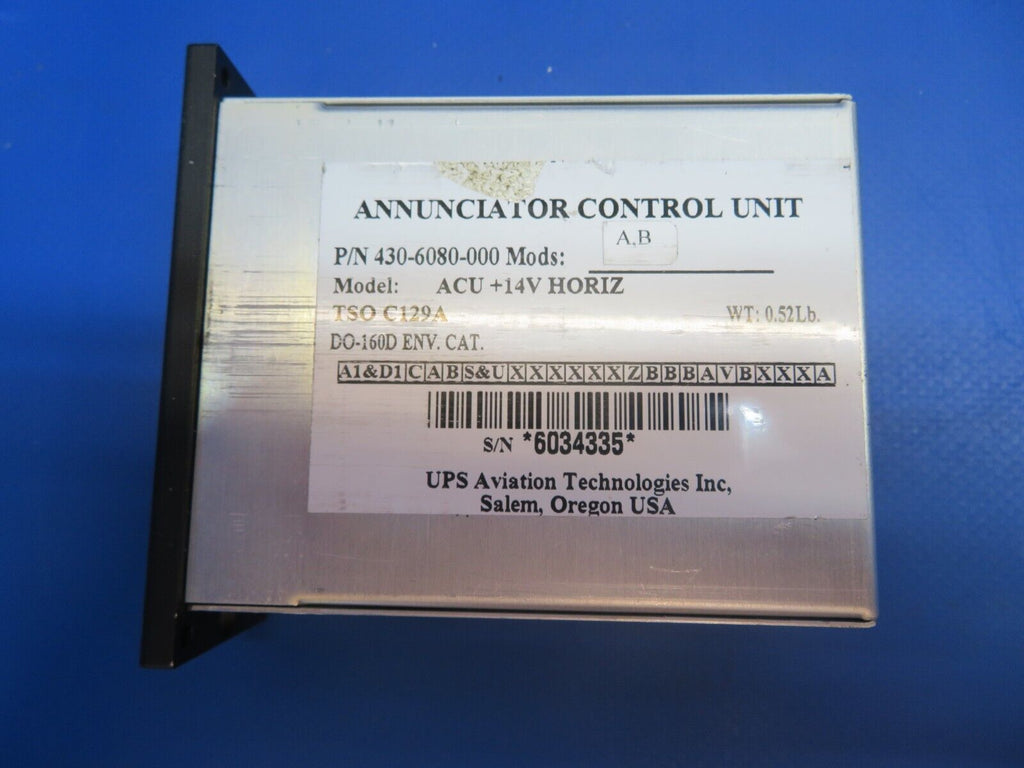 ANNUNCIATOR CONTROL UNIT
P/N 430-6080-000 Mods: A,B
Model: ACU +14V HORIZ
TSO C129A WT: 0.52Lb.
DO-160D ENV. CAT.
A1&D1 C A B S&U X X X X X X Z B B B A V B X X X A
S/N *6034335*
UPS Aviation Technologies Inc,
Salem, Oregon USA